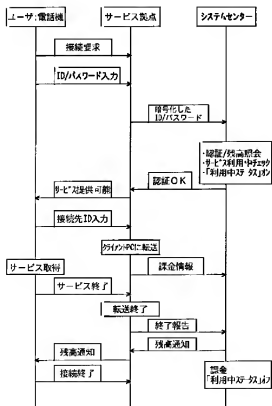 ユーザ電話機
サービス拠点
システムセンター
接続要求
ID/パスワード入力
暗号化した
ID/パスワード
・認証/残高照会
・サービス利用中チェック
・「利用中ステータス」オン
認証OK
サービス提供可能
接続先ID入力
クライアントPCに転送
サービス取得
課金情報
サービス終了
転送終了
終了報告
残高通知
残高通知
接続終了
課金
「利用中ステータス」オフ